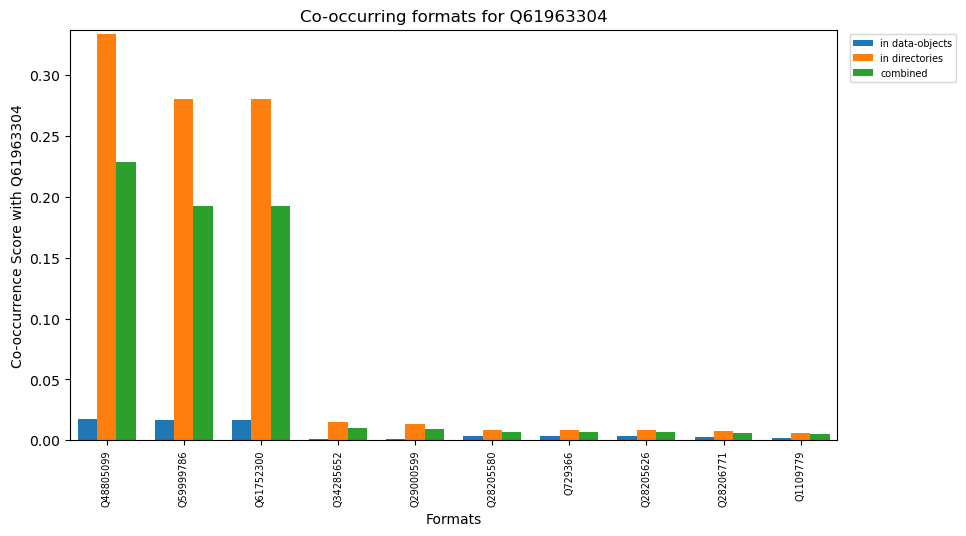 Co-occurring formats for Q61963304
in data-objects
in directories
combined
Co-occurrence Score with Q61963304
0.30
0.25
0.20
0.15
0.10
0.05
0.00
Q48805099
Q59999786
Q61752300
Q34285652
Q29000599
Q28205580
Q729366
Q28205626
Q28206771
Q1109779
Formats